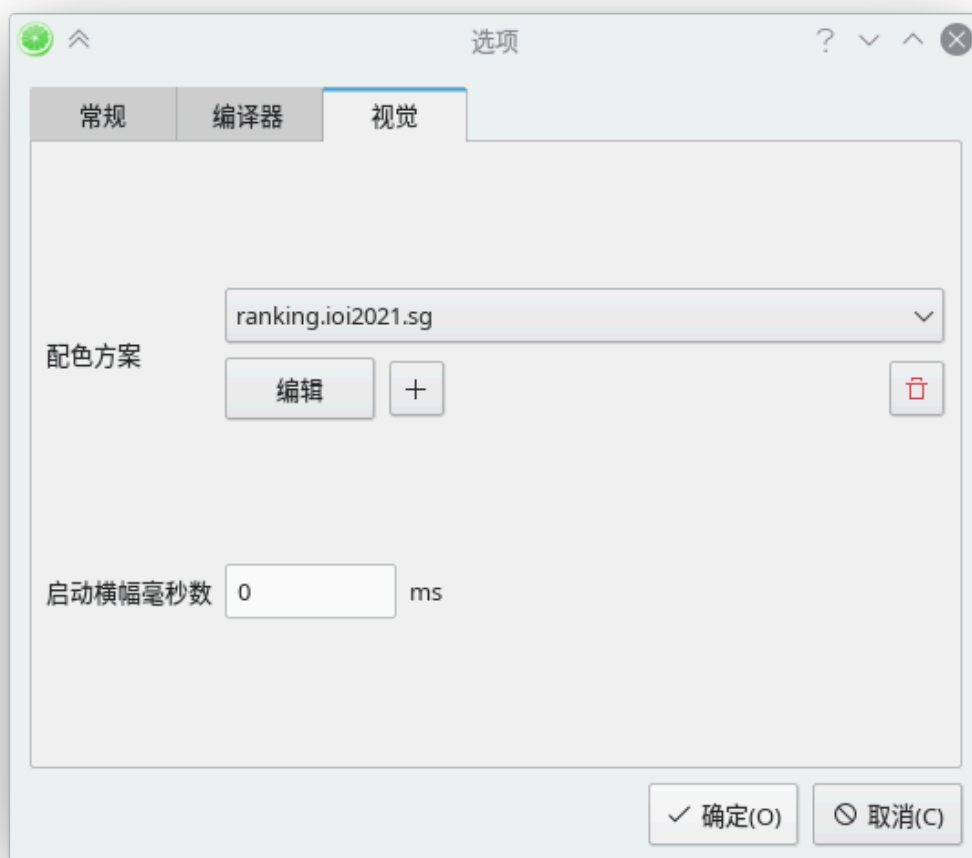 选项
常规 编译器 视觉
ranking.ioi2021.sg
配色方案
编辑
启动横幅毫秒数 0 ms
确定(O) 取消(C)